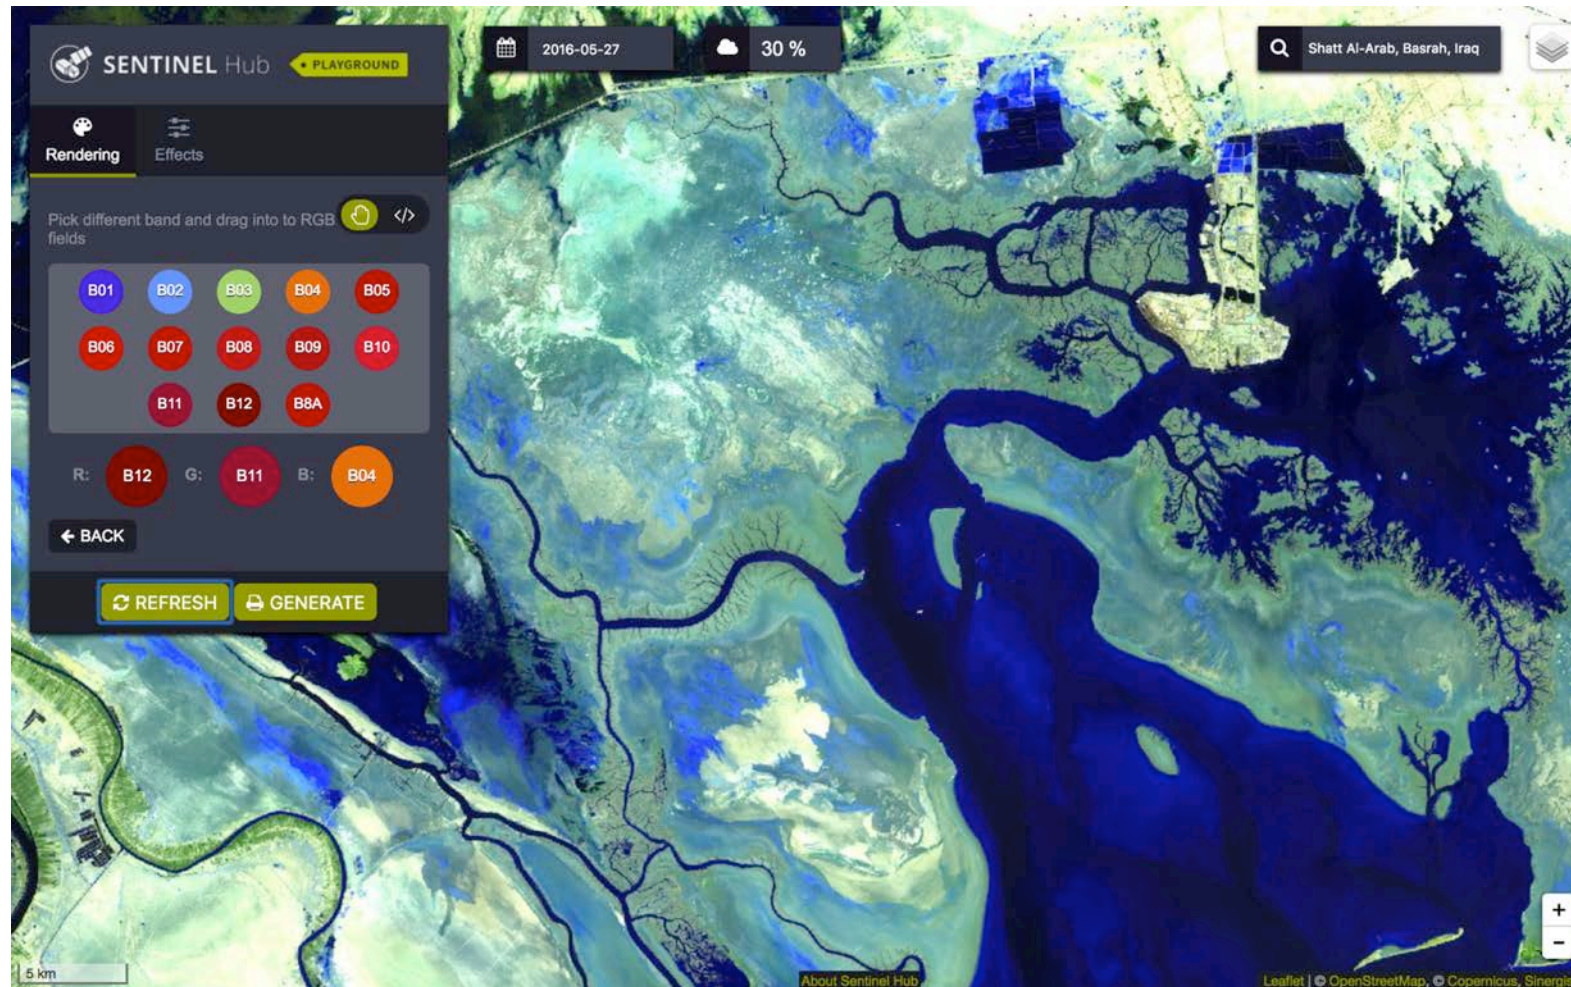 SENTINEL Hub
• PLAYGROUND
2016-05-27
30 %
Shatt Al-Arab, Basrah, Iraq
Rendering
Effects
Pick different band and drag into to RGB
fields
</>
B01 B02 B03 B04 B05
B06 B07 B08 B09 B10
B11 B12 B8A
R: B12 G: B11 B: B04
BACK
REFRESH GENERATE
+
−
5 km
About Sentinel Hub
Leaflet | © OpenStreetMap, © Copernicus, Sinergis